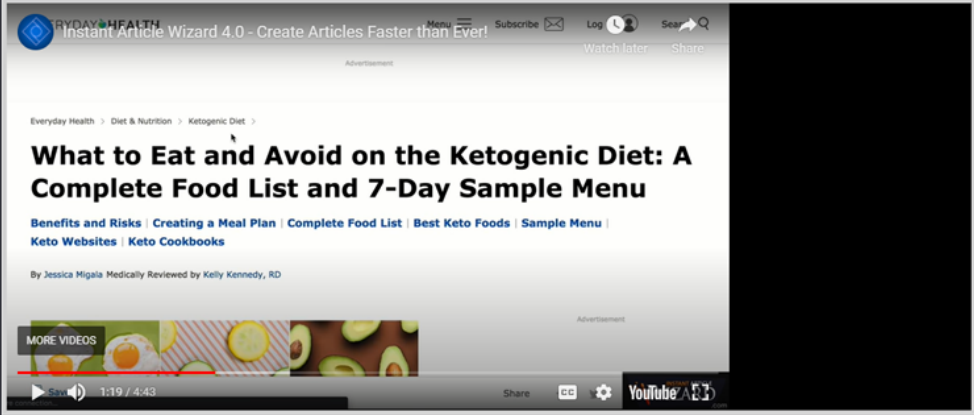 ERYDAY HEALTH
Menu
Subscribe
Log
Instant Article Wizard 4.0 - Create Articles Faster than Ever!
Watch later
Share
Advertisement
Everyday Health > Diet & Nutrition > Ketogenic Diet >
What to Eat and Avoid on the Ketogenic Diet: A
Complete Food List and 7-Day Sample Menu
Benefits and Risks | Creating a Meal Plan | Complete Food List | Best Keto Foods | Sample Menu |
Keto Websites | Keto Cookbooks
By Jessica Migala Medically Reviewed by Kelly Kennedy, RD
Advertisement
MORE VIDEOS
Save
1:19 / 4:43
Share
CC
YouTube